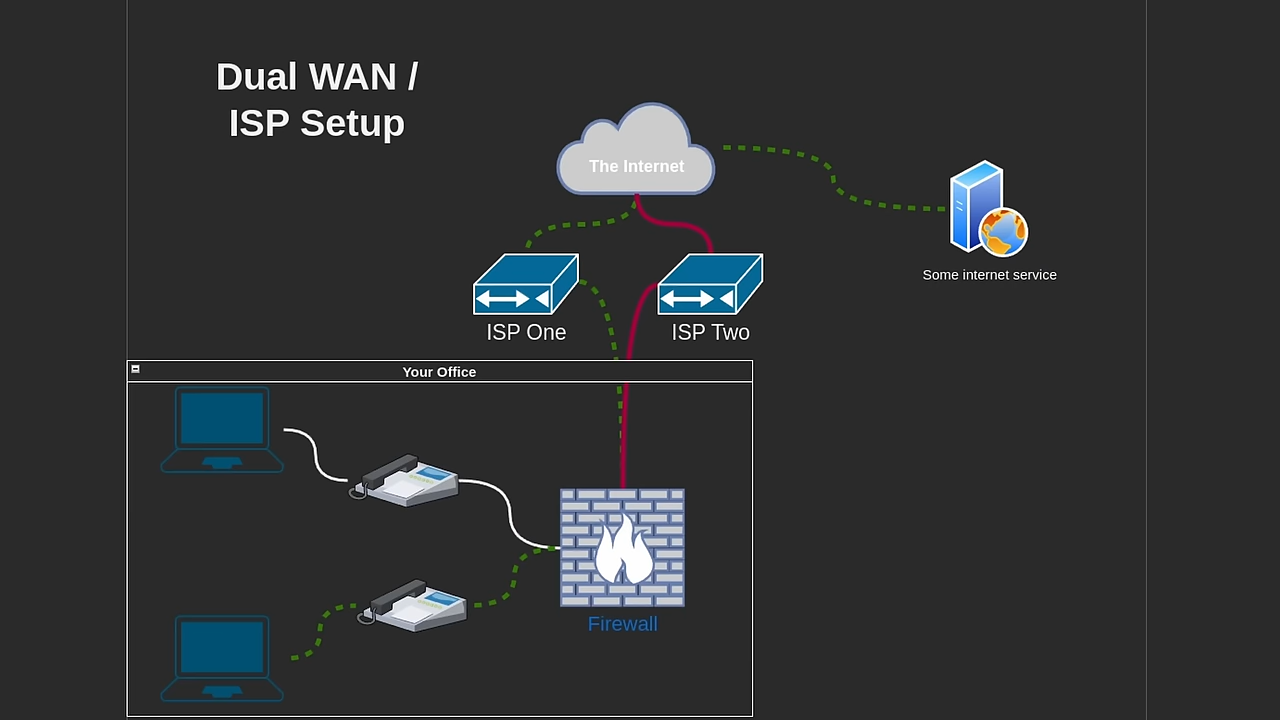 Dual WAN /
ISP Setup
The Internet
Some internet service
ISP One
ISP Two
Your Office
Firewall